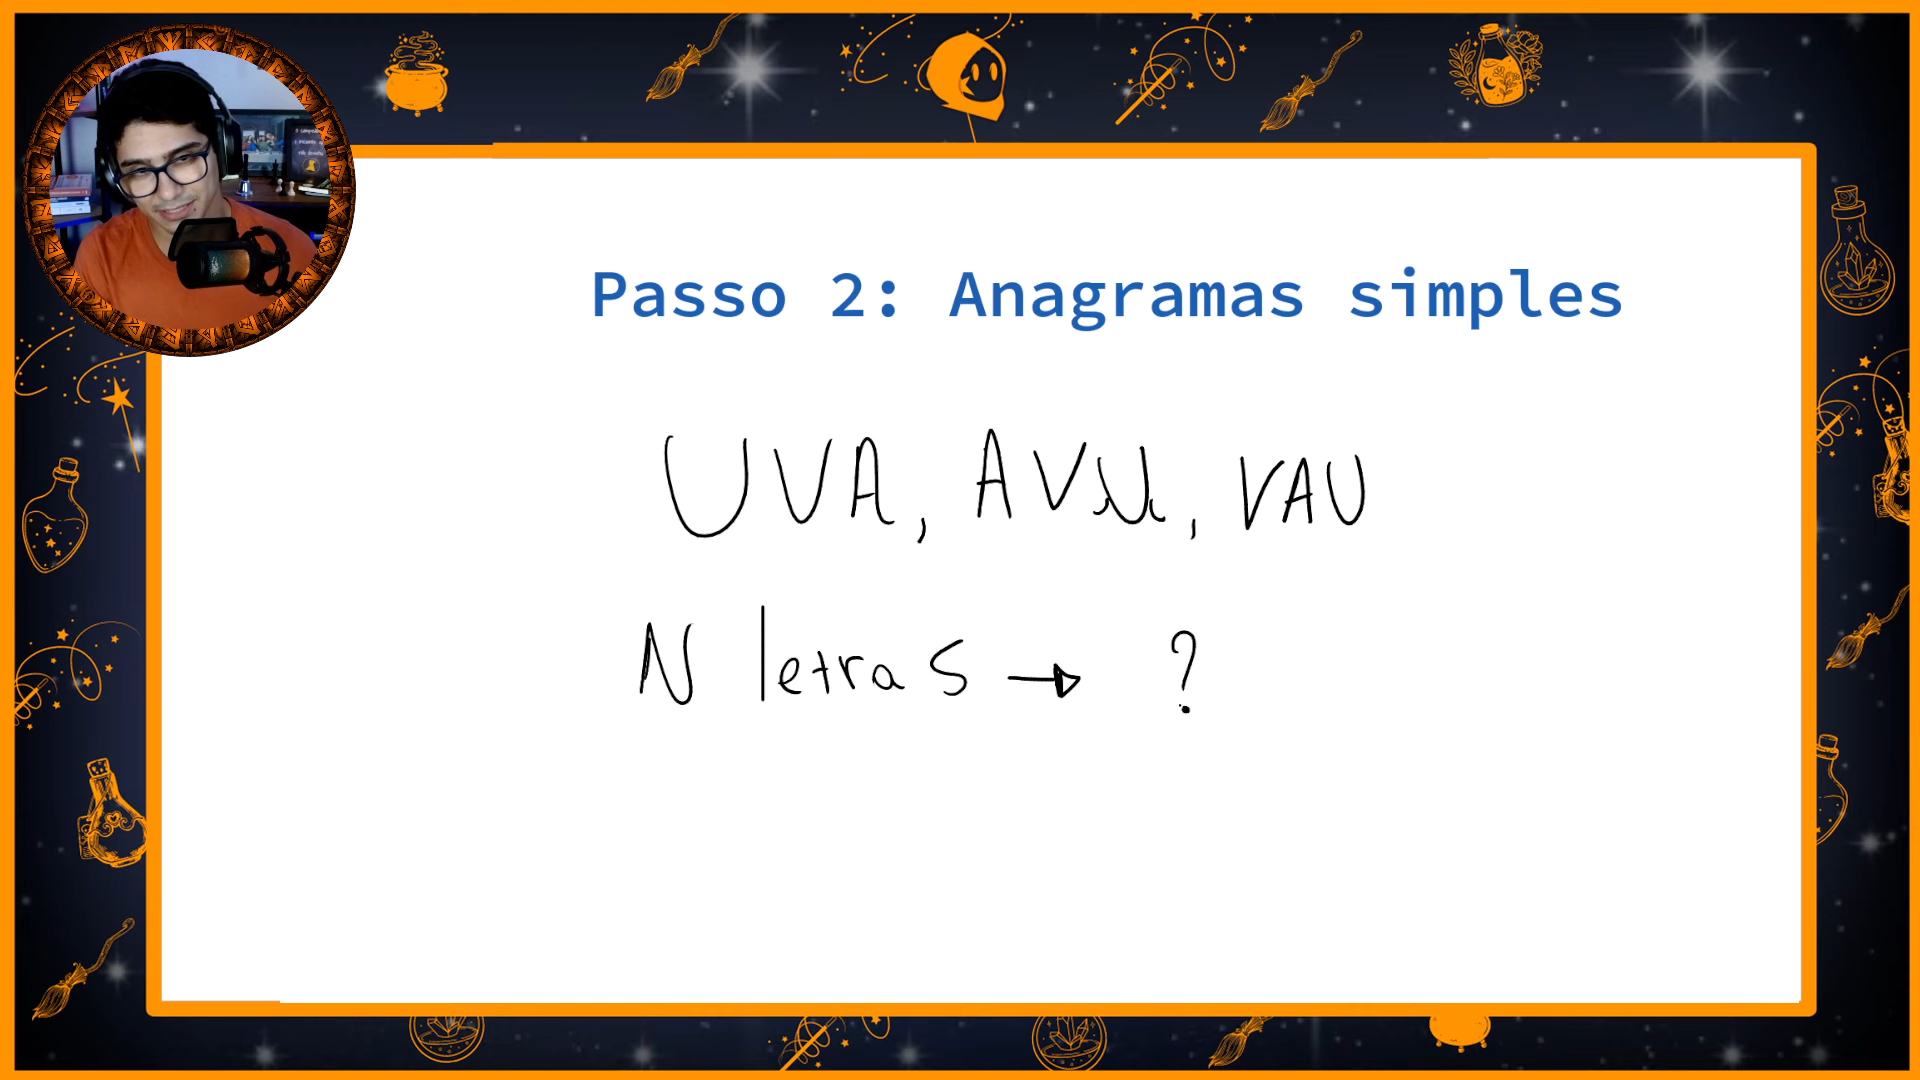 Passo 2: Anagramas simples
UVA, AVU, VAU
N letras → ?